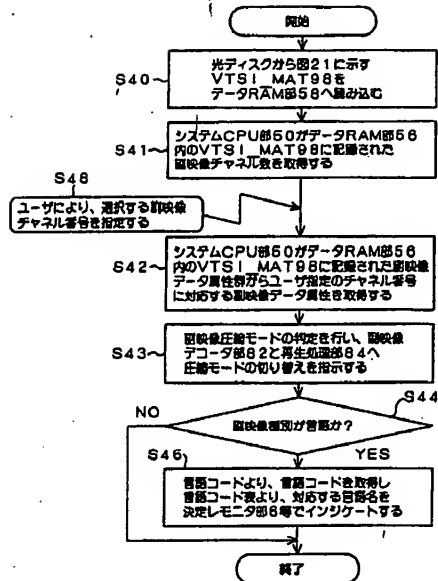 開始
S40
光ディスクから図21に示す
VTSI_MAT98を
データRAM部56へ読み込む
S41
システムCPU部50がデータRAM部56
内のVTSI_MAT98に記録された
副映像チャネル数を取得する
S48
ユーザにより、選択する副映像
チャネル番号を指定する
S42
システムCPU部50がデータRAM部56
内のVTSI_MAT98に記録された副映像
データ属性群からユーザ指定のチャネル番号
に対応する副映像データ属性を取得する
S43
副映像圧縮モードの判定を行い、副映像
デコーダ部62と再生処理部64へ
圧縮モードの切り替えを指示する
S44
NO
副映像種別が言語か?
YES
S46
言語コードより、言語コードを取得し
言語コード表より、対応する言語名を
決定しモニタ部6等でインジケートする
終了